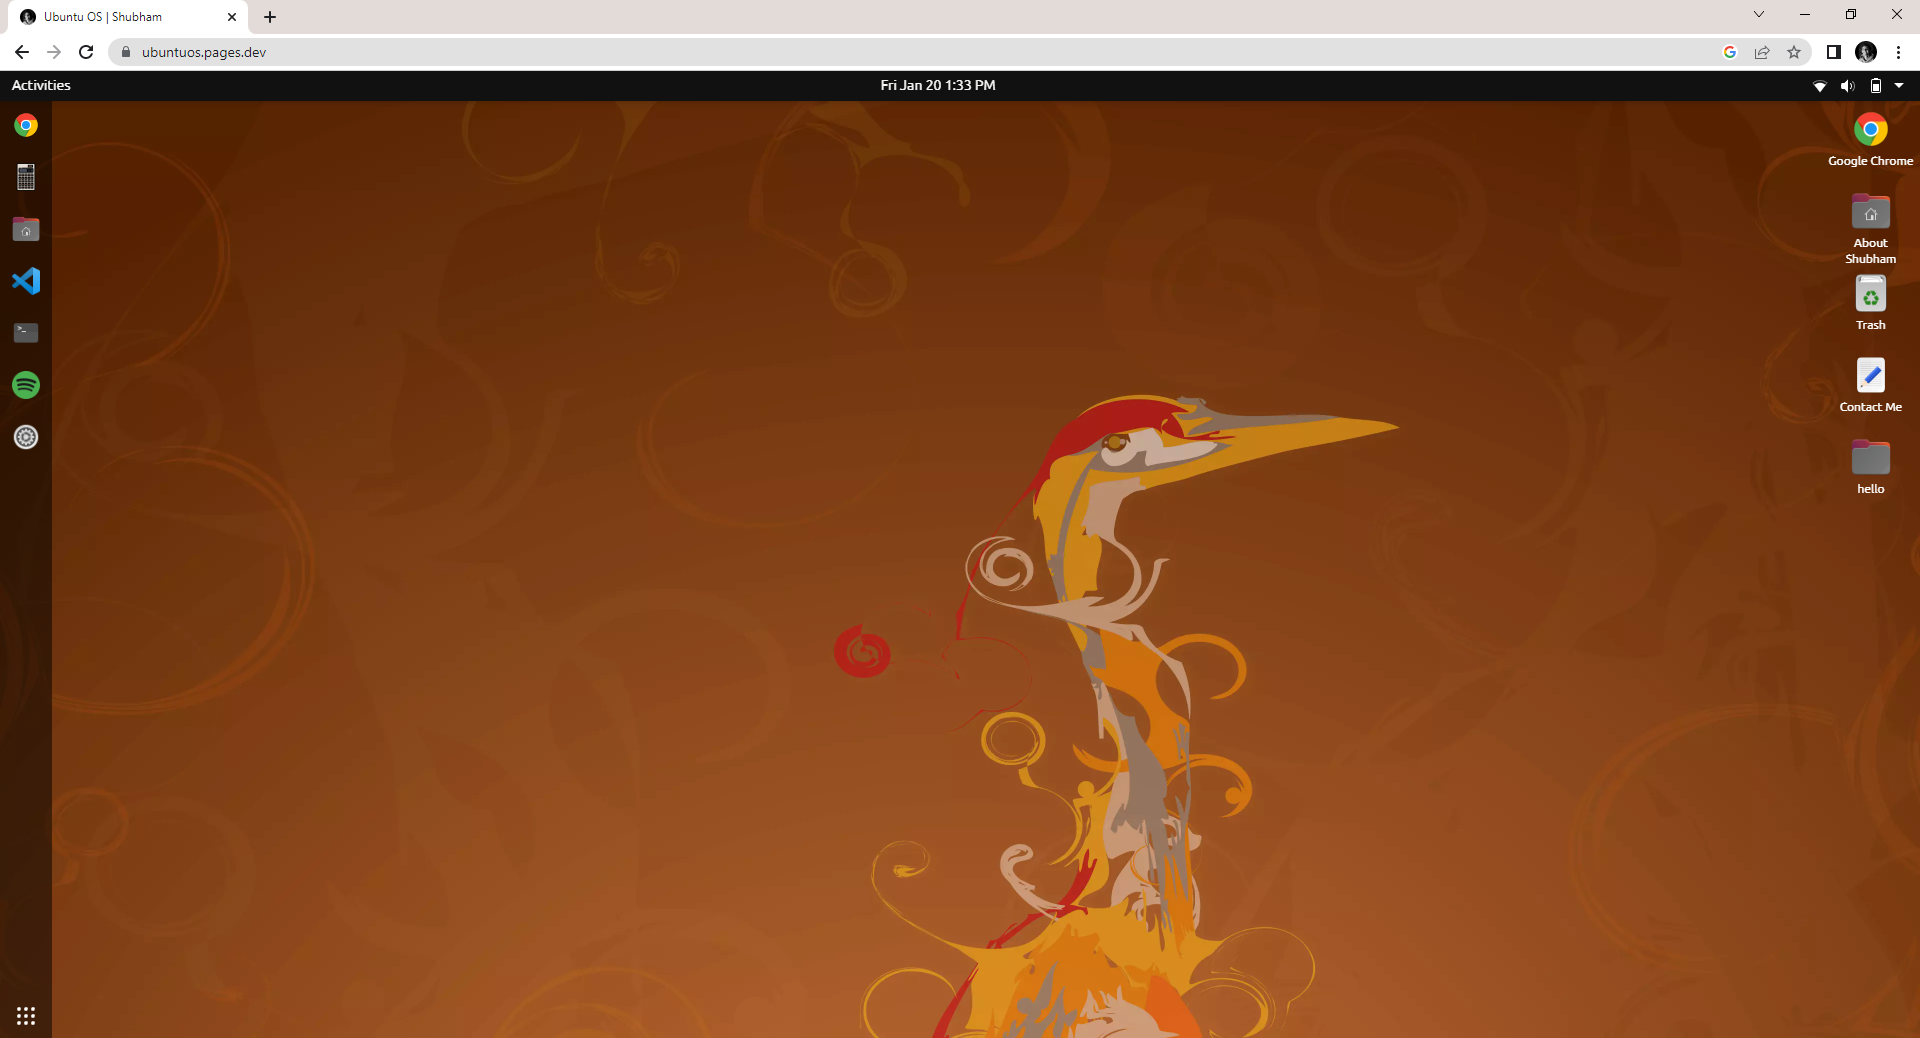 Ubuntu OS | Shubham
ubuntuos.pages.dev
Activities
Fri Jan 20 1:33 PM
Google Chrome
About
Shubham
Trash
Contact Me
hello